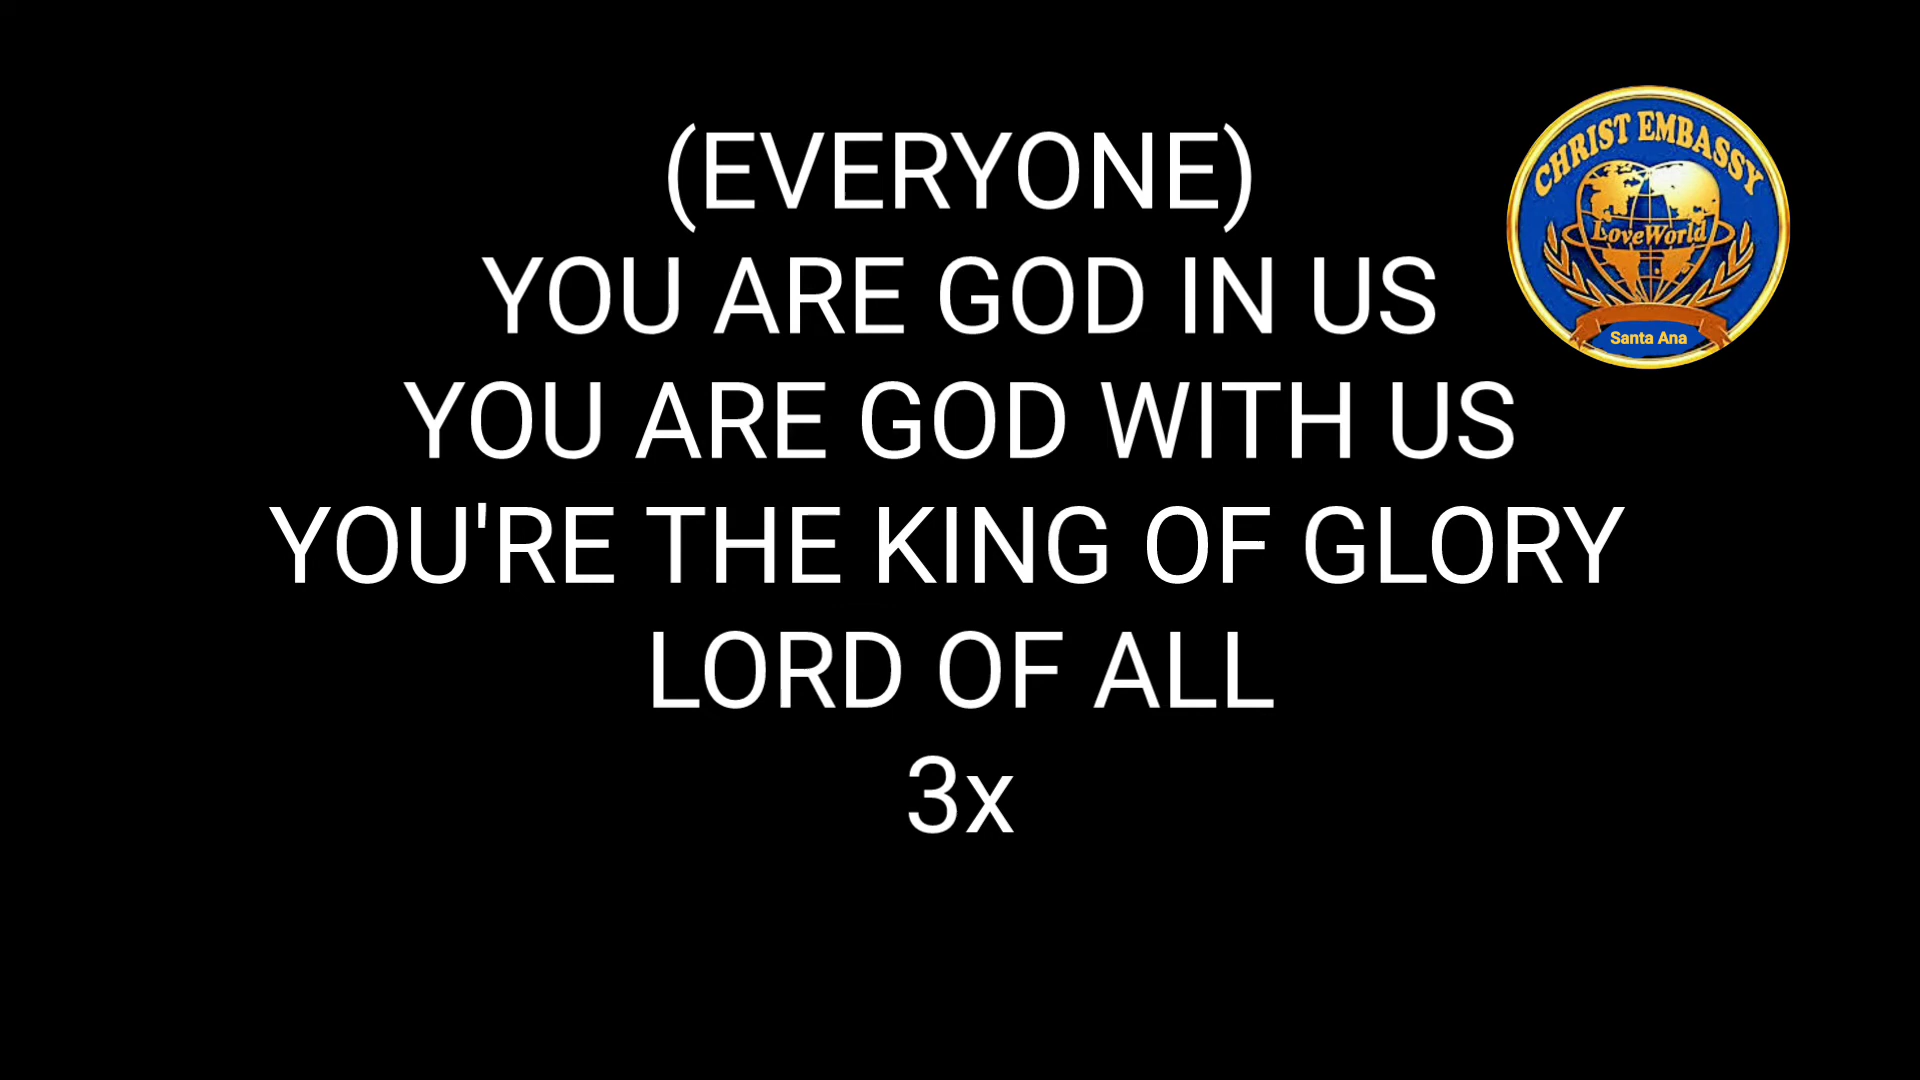 (EVERYONE)
YOU ARE GOD IN US
YOU ARE GOD WITH US
YOU'RE THE KING OF GLORY
LORD OF ALL
3x
CHRIST EMBASSY
LoveWorld
Santa Ana